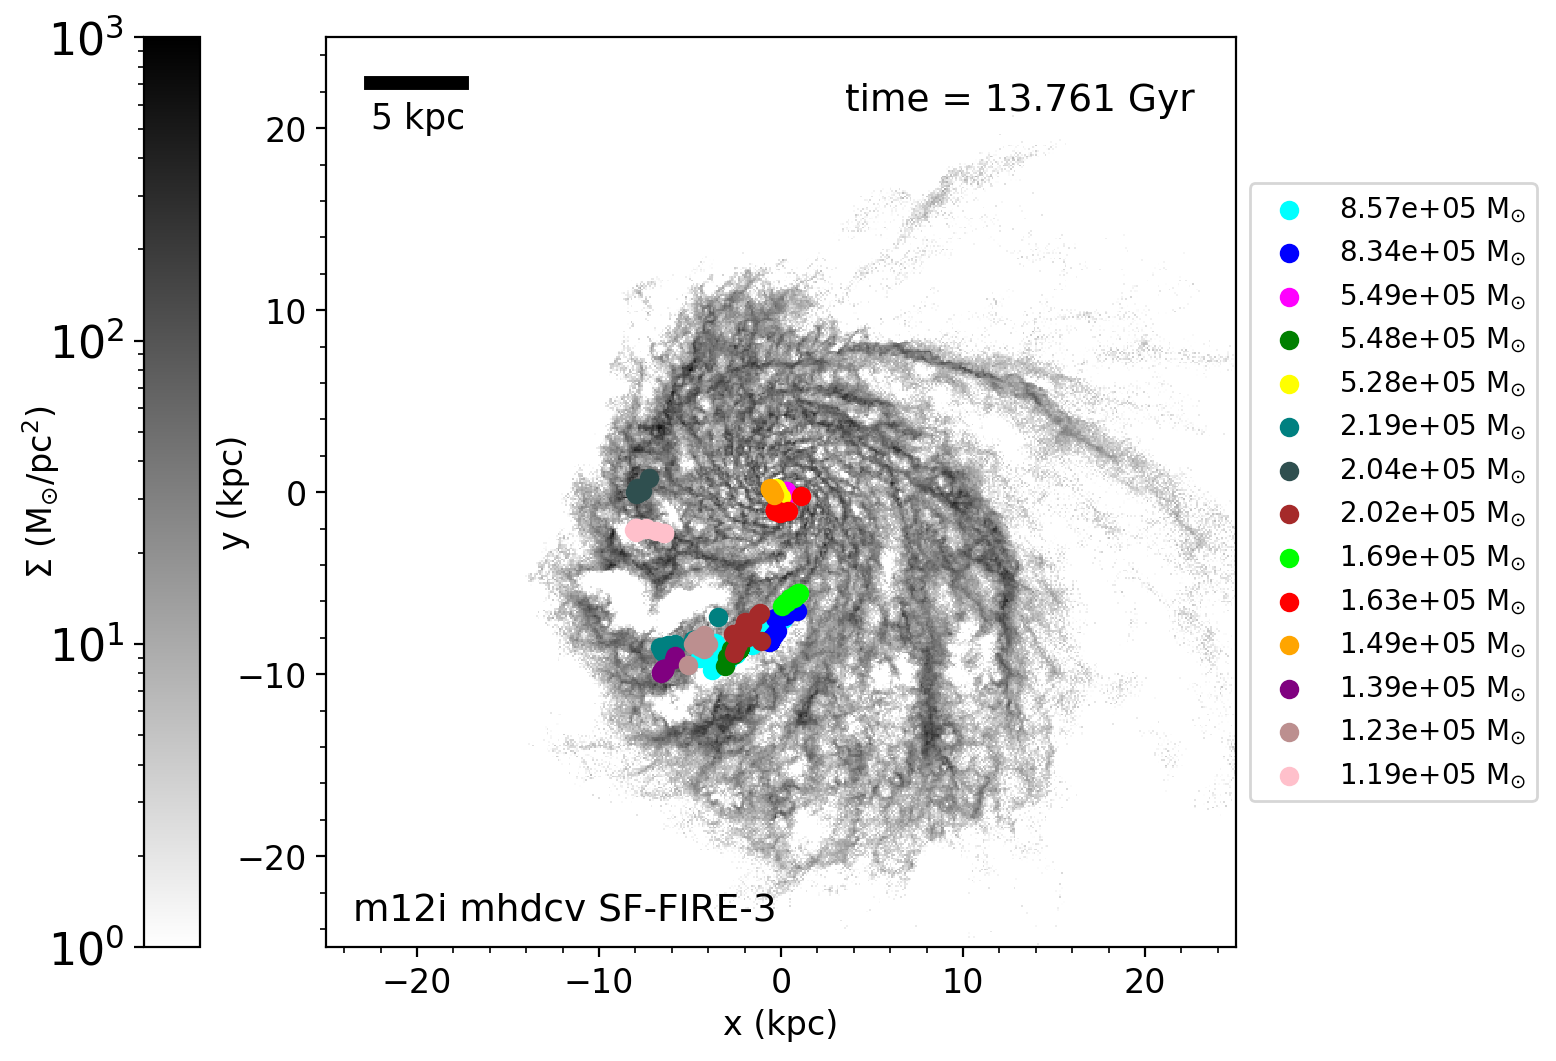 10³
10²
10¹
10⁰
Σ (M⊙/pc²)
y (kpc)
20
10
0
−10
−20
5 kpc
time = 13.761 Gyr
m12i mhdcv SF-FIRE-3
−20 −10 0 10 20
x (kpc)
8.57e+05 M⊙
8.34e+05 M⊙
5.49e+05 M⊙
5.48e+05 M⊙
5.28e+05 M⊙
2.19e+05 M⊙
2.04e+05 M⊙
2.02e+05 M⊙
1.69e+05 M⊙
1.63e+05 M⊙
1.49e+05 M⊙
1.39e+05 M⊙
1.23e+05 M⊙
1.19e+05 M⊙